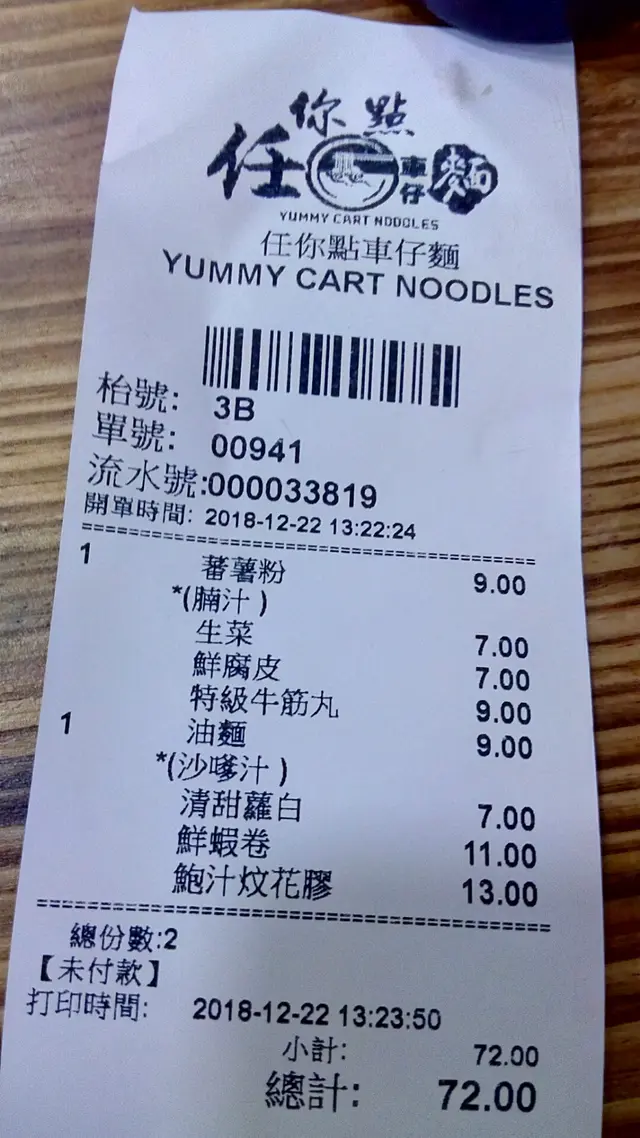 任你點車仔麵
YUMMY CART NOODLES
任你點車仔麵
YUMMY CART NOODLES
枱號: 3B
單號: 00941
流水號:000033819
開單時間: 2018-12-22 13:22:24
1 蕃薯粉 9.00
*(腩汁 )
生菜 7.00
鮮腐皮 7.00
特級牛筋丸 9.00
1 油麵 9.00
*(沙嗲汁 )
清甜蘿白 7.00
鮮蝦卷 11.00
鮑汁炆花膠 13.00
總份數:2
【未付款】
打印時間: 2018-12-22 13:23:50
小計: 72.00
總計: 72.00